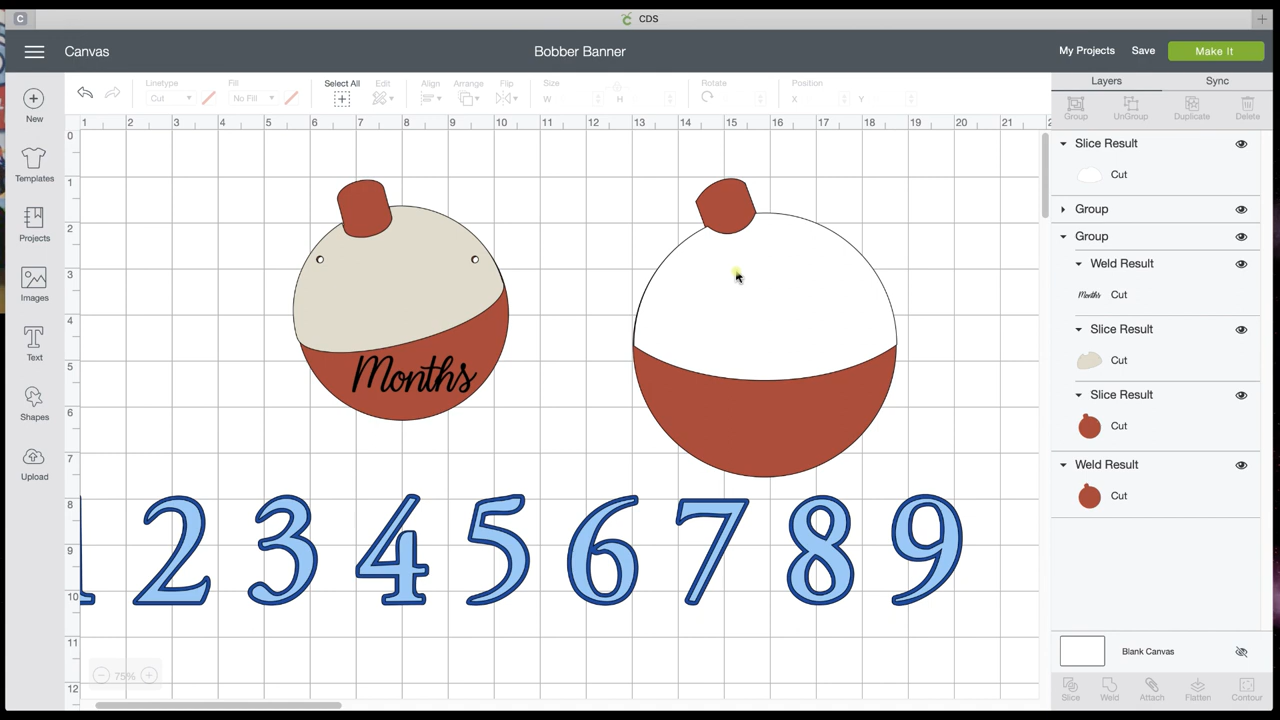 C
CDS
Canvas
Bobber Banner
My Projects Save Make It
Linetype Fill Select All Edit Align Arrange Flip Size Rotate Position
Cut No Fill W H X Y
Layers Sync
Group UnGroup Duplicate Delete
New
Templates
Projects
Images
Text
Shapes
Upload
1 2 3 4 5 6 7 8 9 10 11 12 13 14 15 16 17 18 19 20 21
0
1
2
3
4
5
6
7
8
9
10
11
12
Months
1 2 3 4 5 6 7 8 9
75%
Slice Result
Cut
Group
Group
Weld Result
Months Cut
Slice Result
Cut
Slice Result
Cut
Weld Result
Cut
Blank Canvas
Slice Weld Attach Flatten Contour